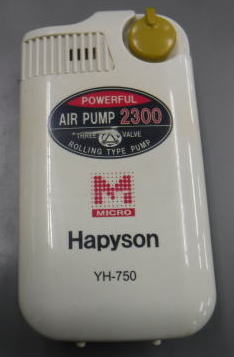 POWERFUL
AIR PUMP 2300
THREE VALVE
ROLLING TYPE PUMP
M
MICRO
Hapyson
YH-750